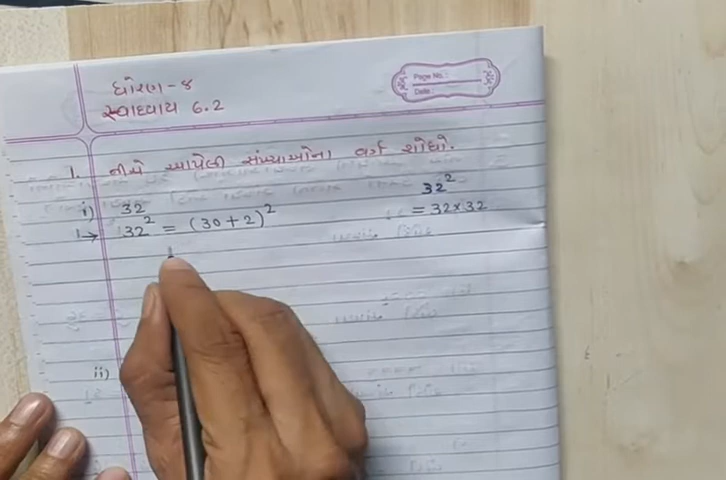 Page No.:
Date:
ધોરણ - ૪
સ્વાધ્યાય 6.2
1. નીચે આપેલી સંખ્યાઓના વર્ગ શોધો.
i) 32
32²
→ 32² = (30+2)²
= 32×32
ii)